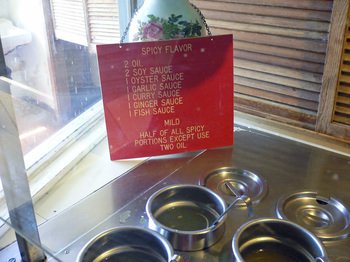 SPICY FLAVOR
2 OIL
2 SOY SAUCE
1 OYSTER SAUCE
1 GARLIC SAUCE
1 CURRY SAUCE
1 GINGER SAUCE
1 FISH SAUCE
MILD
HALF OF ALL SPICY
PORTIONS EXCEPT USE
TWO OIL